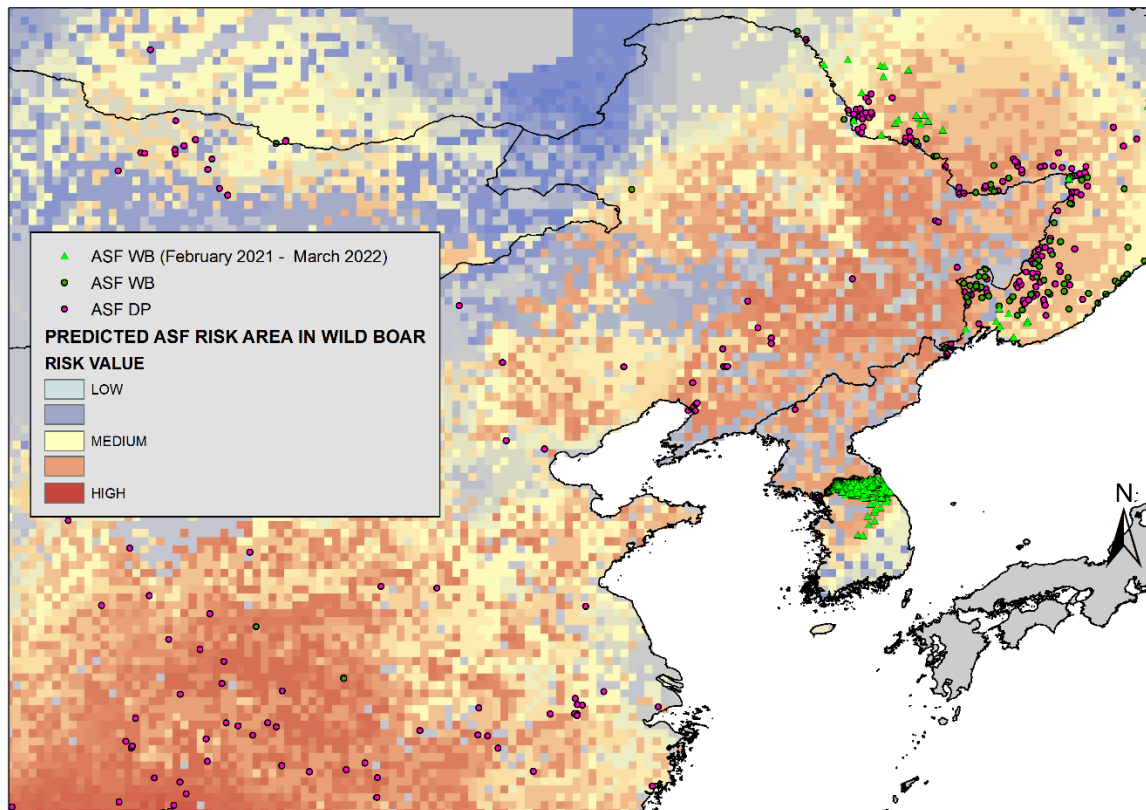 ASF WB (February 2021 - March 2022)
ASF WB
ASF DP
PREDICTED ASF RISK AREA IN WILD BOAR
RISK VALUE
LOW
MEDIUM
HIGH
N